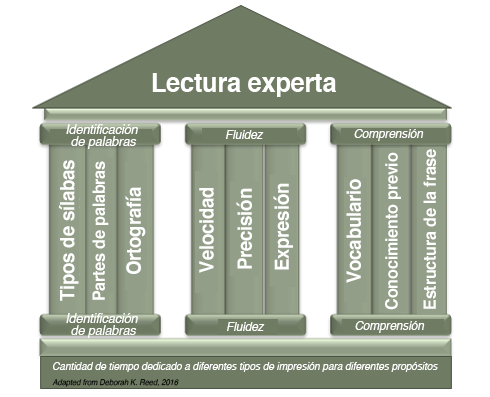 Lectura experta
Identificación
de palabras
Tipos de sílabas
Partes de palabras
Ortografía
Identificación
de palabras
Fluidez
Velocidad
Precisión
Expresión
Fluidez
Comprensión
Vocabulario
Conocimiento previo
Estructura de la frase
Comprensión
Cantidad de tiempo dedicado a diferentes tipos de impresión para diferentes propósitos
Adapted from Deborah K. Reed, 2016